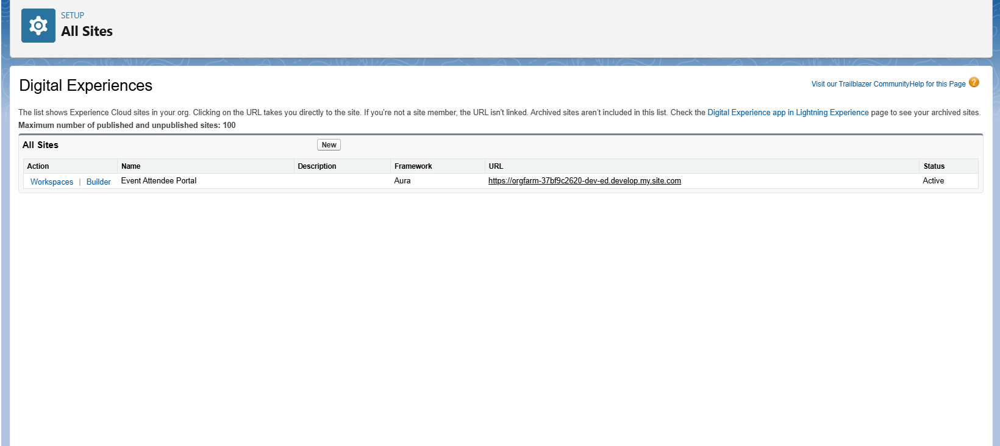 SETUP
All Sites
Digital Experiences
Visit our Trailblazer CommunityHelp for this Page ?
The list shows Experience Cloud sites in your org. Clicking on the URL takes you directly to the site. If you're not a site member, the URL isn't linked. Archived sites aren't included in this list. Check the Digital Experience app in Lightning Experience page to see your archived sites.
Maximum number of published and unpublished sites: 100
All Sites New
Action Name Description Framework URL Status
Workspaces | Builder Event Attendee Portal Aura https://orgfarm-37bf9c2620-dev-ed.develop.my.site.com Active